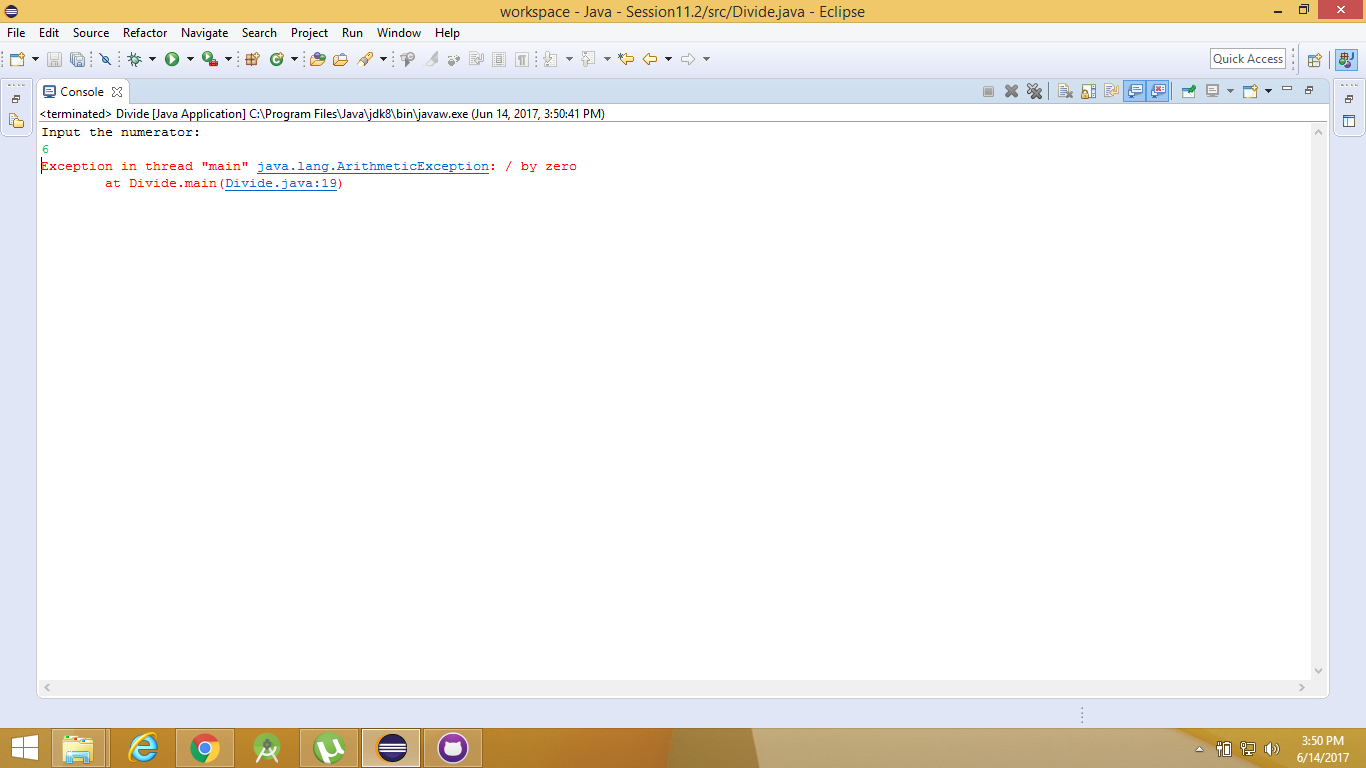 workspace - Java - Session11.2/src/Divide.java - Eclipse
File Edit Source Refactor Navigate Search Project Run Window Help
Quick Access
Console
<terminated> Divide [Java Application] C:\Program Files\Java\jdk8\bin\javaw.exe (Jun 14, 2017, 3:50:41 PM)
Input the numerator:
6
Exception in thread "main" java.lang.ArithmeticException: / by zero
at Divide.main(Divide.java:19)
3:50 PM
6/14/2017